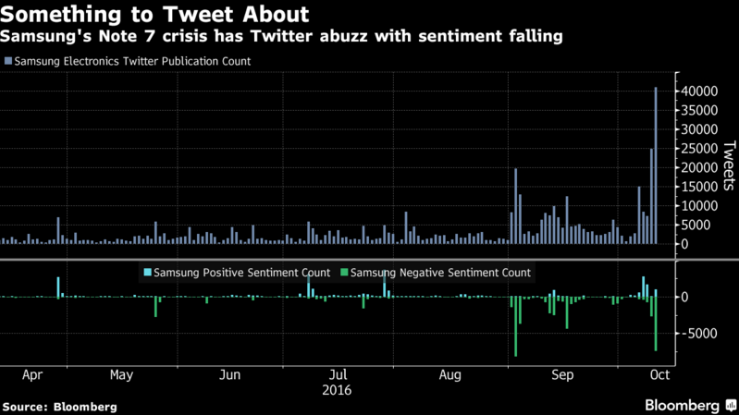 Something to Tweet About
Samsung's Note 7 crisis has Twitter abuzz with sentiment falling
Samsung Electronics Twitter Publication Count
40000
35000
30000
25000
20000
15000
10000
5000
0
Tweets
Samsung Positive Sentiment Count Samsung Negative Sentiment Count
0
-5000
Apr May Jun Jul Aug Sep Oct
2016
Source: Bloomberg
Bloomberg